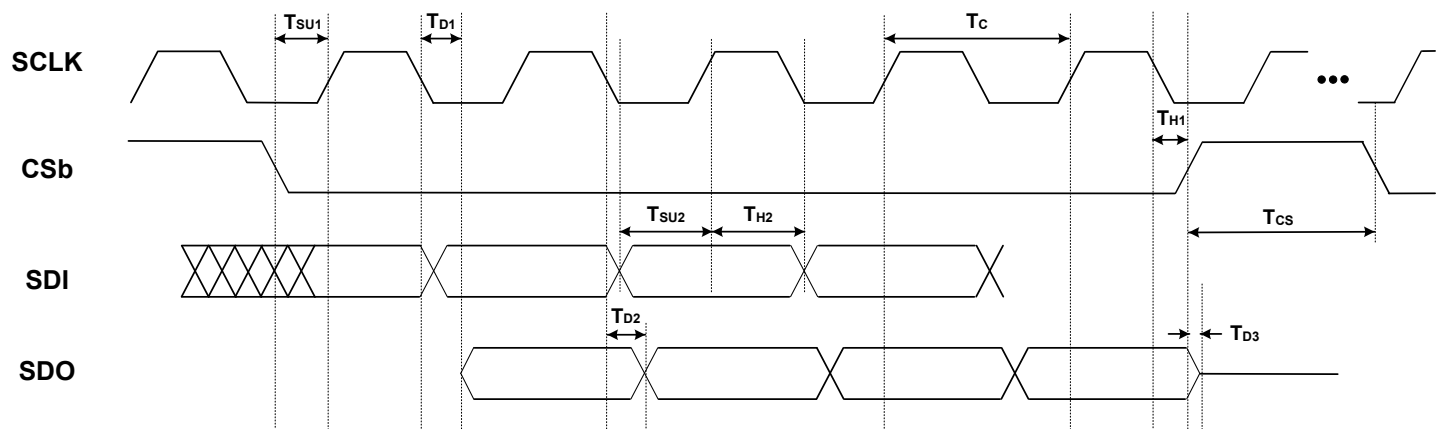 TSU1
TD1
TC
SCLK
•••
TH1
CSb
TSU2
TH2
TCS
SDI
TD2
TD3
SDO